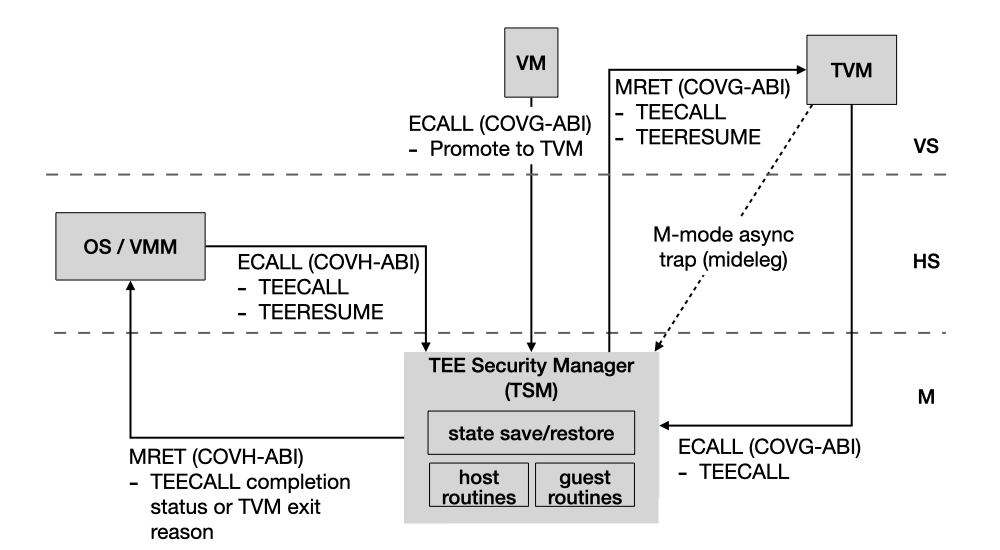 VM
TVM
MRET (COVG-ABI)
- TEECALL
- TEERESUME
ECALL (COVG-ABI)
- Promote to TVM
VS
OS / VMM
ECALL (COVH-ABI)
- TEECALL
- TEERESUME
M-mode async
trap (mideleg)
HS
TEE Security Manager
(TSM)
state save/restore
host
routines
guest
routines
M
ECALL (COVG-ABI)
- TEECALL
MRET (COVH-ABI)
- TEECALL completion
status or TVM exit
reason